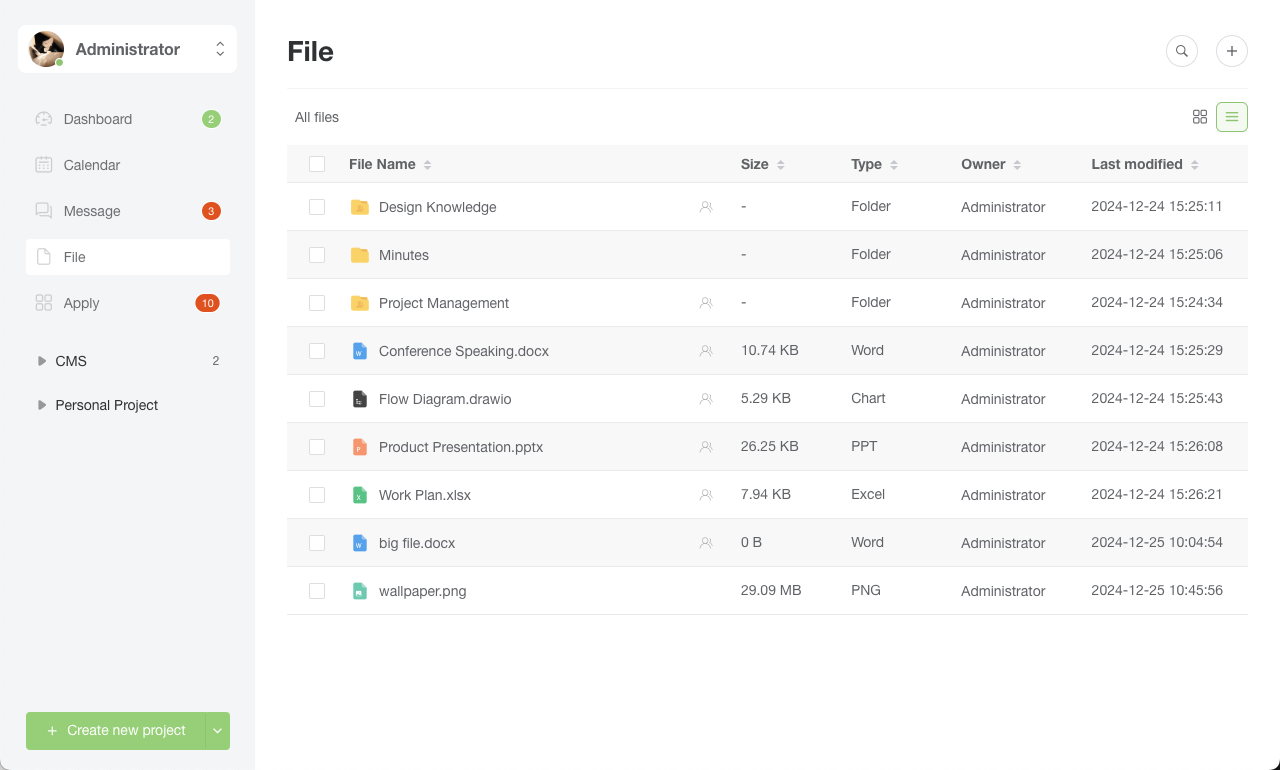 Administrator
Dashboard 2
Calendar
Message 3
File
Apply 10
CMS 2
Personal Project
Create new project
File
All files
File Name Size Type Owner Last modified
Design Knowledge - Folder Administrator 2024-12-24 15:25:11
Minutes - Folder Administrator 2024-12-24 15:25:06
Project Management - Folder Administrator 2024-12-24 15:24:34
Conference Speaking.docx 10.74 KB Word Administrator 2024-12-24 15:25:29
Flow Diagram.drawio 5.29 KB Chart Administrator 2024-12-24 15:25:43
Product Presentation.pptx 26.25 KB PPT Administrator 2024-12-24 15:26:08
Work Plan.xlsx 7.94 KB Excel Administrator 2024-12-24 15:26:21
big file.docx 0 B Word Administrator 2024-12-25 10:04:54
wallpaper.png 29.09 MB PNG Administrator 2024-12-25 10:45:56